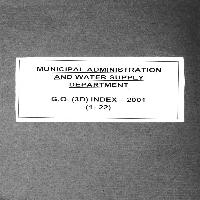 MUNICIPAL ADMINISTRATION
AND WATER SUPPLY
DEPARTMENT
G.O. (3D) INDEX - 2001
(1- 22)